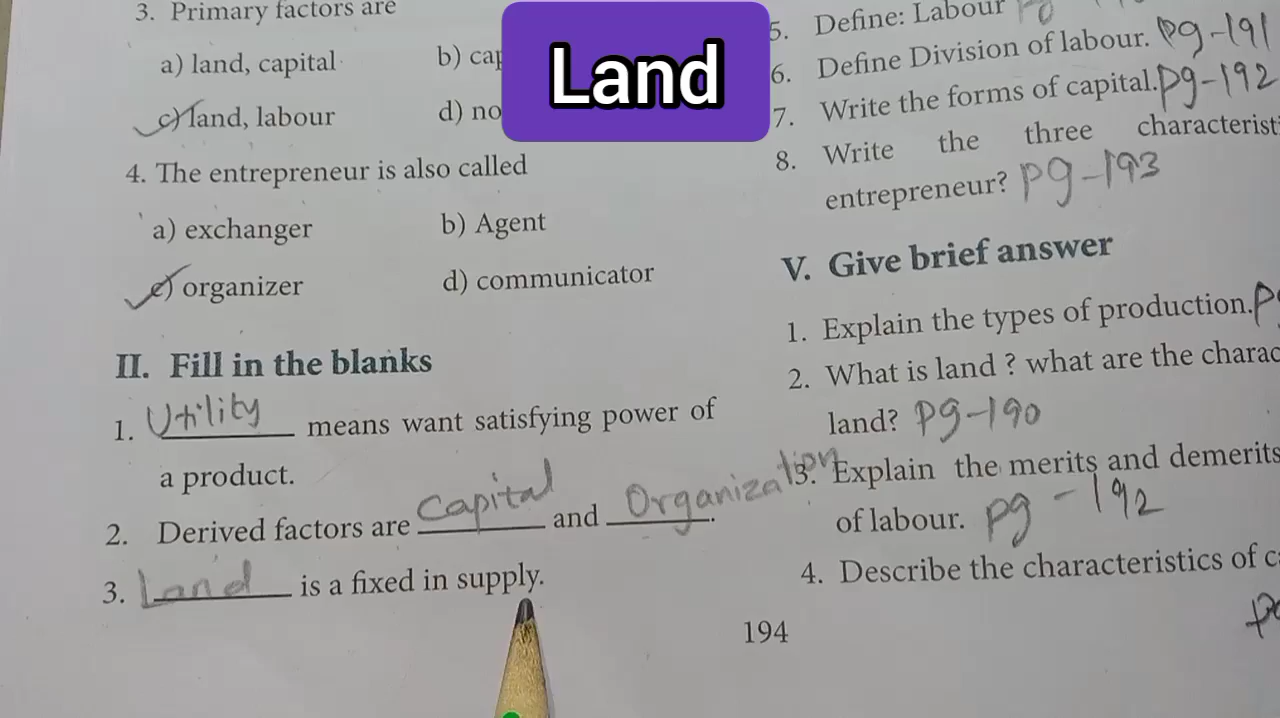 Land
3. Primary factors are
a) land, capital
b) cap
c) land, labour
d) no
4. The entrepreneur is also called
a) exchanger
b) Agent
c) organizer
d) communicator
II. Fill in the blanks
1. Utility means want satisfying power of
a product.
2. Derived factors are Capital and Organization.
3. Land is a fixed in supply.
5. Define: Labour
6. Define Division of labour. Pg-191
7. Write the forms of capital. Pg-192
8. Write the three characterist
entrepreneur? Pg-193
V. Give brief answer
1. Explain the types of production. P
2. What is land ? what are the charac
land? Pg-190
3. Explain the merits and demerits
of labour. pg-192
4. Describe the characteristics of c
194